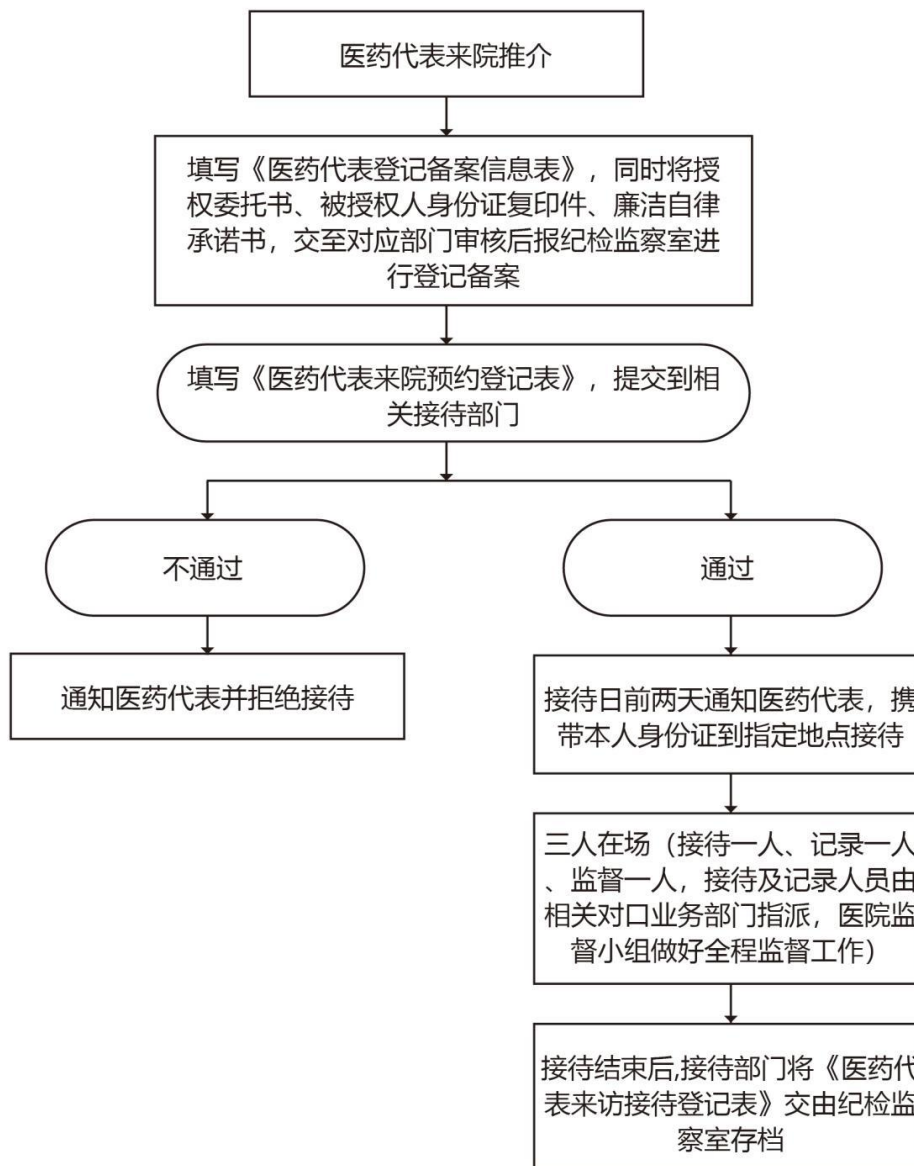 医药代表来院推介
填写《医药代表登记备案信息表》，同时将授
权委托书、被授权人身份证复印件、廉洁自律
承诺书，交至对应部门审核后报纪检监察室进
行登记备案
填写《医药代表来院预约登记表》，提交到相
关接待部门
不通过
通过
通知医药代表并拒绝接待
接待日前两天通知医药代表，携
带本人身份证到指定地点接待
三人在场（接待一人、记录一人
、监督一人，接待及记录人员由
相关对口业务部门指派，医院监
督小组做好全程监督工作）
接待结束后,接待部门将《医药代
表来访接待登记表》交由纪检监
察室存档